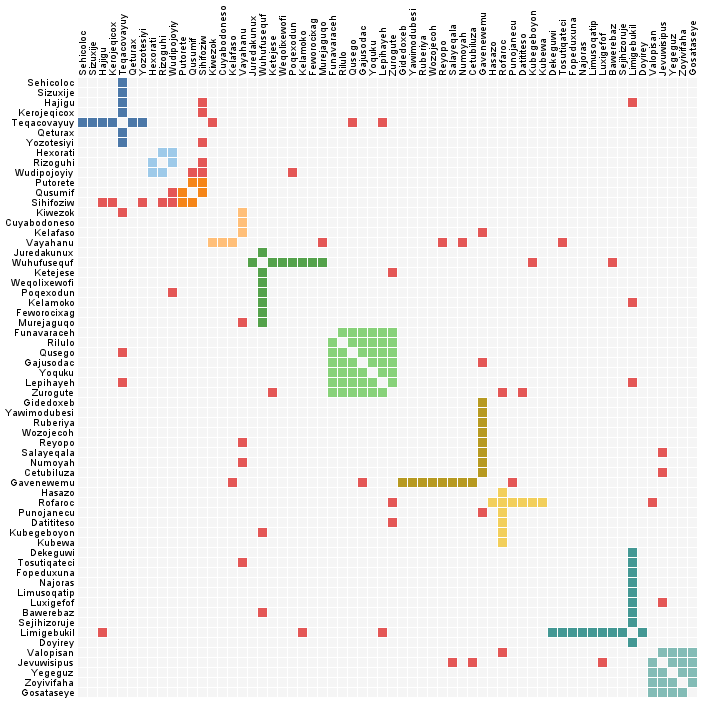 Sehicoloc
Sizuxije
Hajigu
Kerojeqicox
Teqacovayuy
Qeturax
Yozotesiyi
Hexorati
Rizoguhi
Wudipojoyiy
Putorete
Qusumif
Sihifoziw
Kiwezok
Cuyabodoneso
Kelafaso
Vayahanu
Juredakunux
Wuhufusequf
Ketejese
Weqolixewofi
Poqexodun
Kelamoko
Feworocixag
Murejaguqo
Funavaraceh
Rilulo
Qusego
Gajusodac
Yoquku
Lepihayeh
Zurogute
Gidedoxeb
Yawimodubesi
Ruberiya
Wozojecoh
Reyopo
Salayeqala
Numoyah
Cetubiluza
Gavenewemu
Hasazo
Rofaroc
Punojanecu
Datititeso
Kubegeboyon
Kubewa
Dekeguwi
Tosutiqateci
Fopeduxuna
Najoras
Limusoqatip
Luxigefof
Bawerebaz
Sejihizoruje
Limigebukil
Doyirey
Valopisan
Jevuwisipus
Yegeguz
Zoyivifaha
Gosataseye
Sehicoloc
Sizuxije
Hajigu
Kerojeqicox
Teqacovayuy
Qeturax
Yozotesiyi
Hexorati
Rizoguhi
Wudipojoyiy
Putorete
Qusumif
Sihifoziw
Kiwezok
Cuyabodoneso
Kelafaso
Vayahanu
Juredakunux
Wuhufusequf
Ketejese
Weqolixewofi
Poqexodun
Kelamoko
Feworocixag
Murejaguqo
Funavaraceh
Rilulo
Qusego
Gajusodac
Yoquku
Lepihayeh
Zurogute
Gidedoxeb
Yawimodubesi
Ruberiya
Wozojecoh
Reyopo
Salayeqala
Numoyah
Cetubiluza
Gavenewemu
Hasazo
Rofaroc
Punojanecu
Datititeso
Kubegeboyon
Kubewa
Dekeguwi
Tosutiqateci
Fopeduxuna
Najoras
Limusoqatip
Luxigefof
Bawerebaz
Sejihizoruje
Limigebukil
Doyirey
Valopisan
Jevuwisipus
Yegeguz
Zoyivifaha
Gosataseye